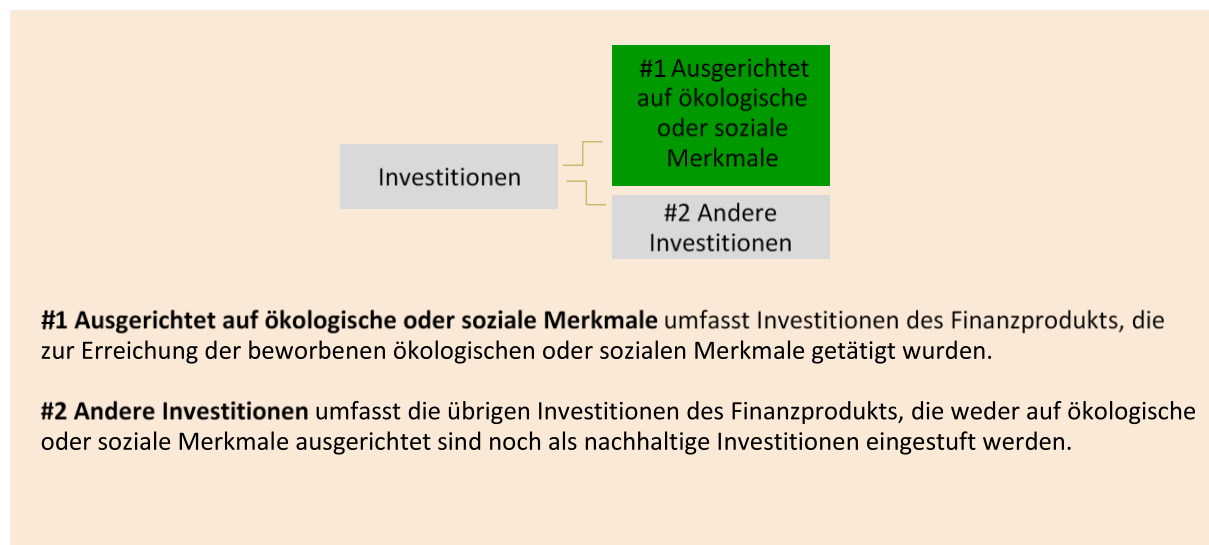 #1 Ausgerichtet
auf ökologische
oder soziale
Merkmale
Investitionen
#2 Andere
Investitionen
#1 Ausgerichtet auf ökologische oder soziale Merkmale umfasst Investitionen des Finanzprodukts, die
zur Erreichung der beworbenen ökologischen oder sozialen Merkmale getätigt wurden.
#2 Andere Investitionen umfasst die übrigen Investitionen des Finanzprodukts, die weder auf ökologische
oder soziale Merkmale ausgerichtet sind noch als nachhaltige Investitionen eingestuft werden.